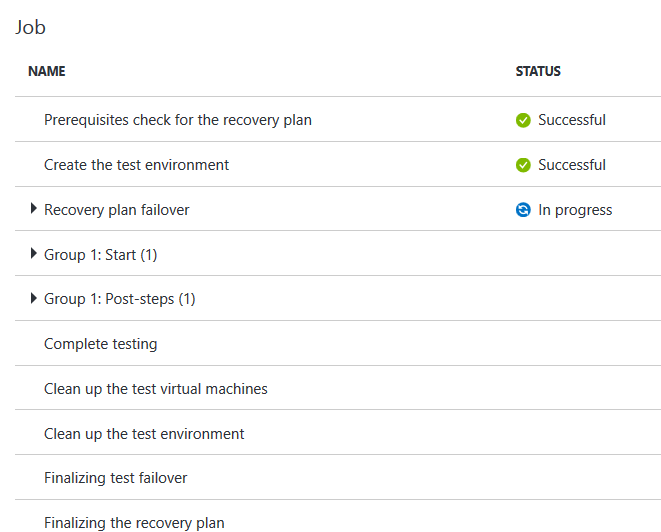 Job
NAME STATUS
Prerequisites check for the recovery plan Successful
Create the test environment Successful
Recovery plan failover In progress
Group 1: Start (1)
Group 1: Post-steps (1)
Complete testing
Clean up the test virtual machines
Clean up the test environment
Finalizing test failover
Finalizing the recovery plan